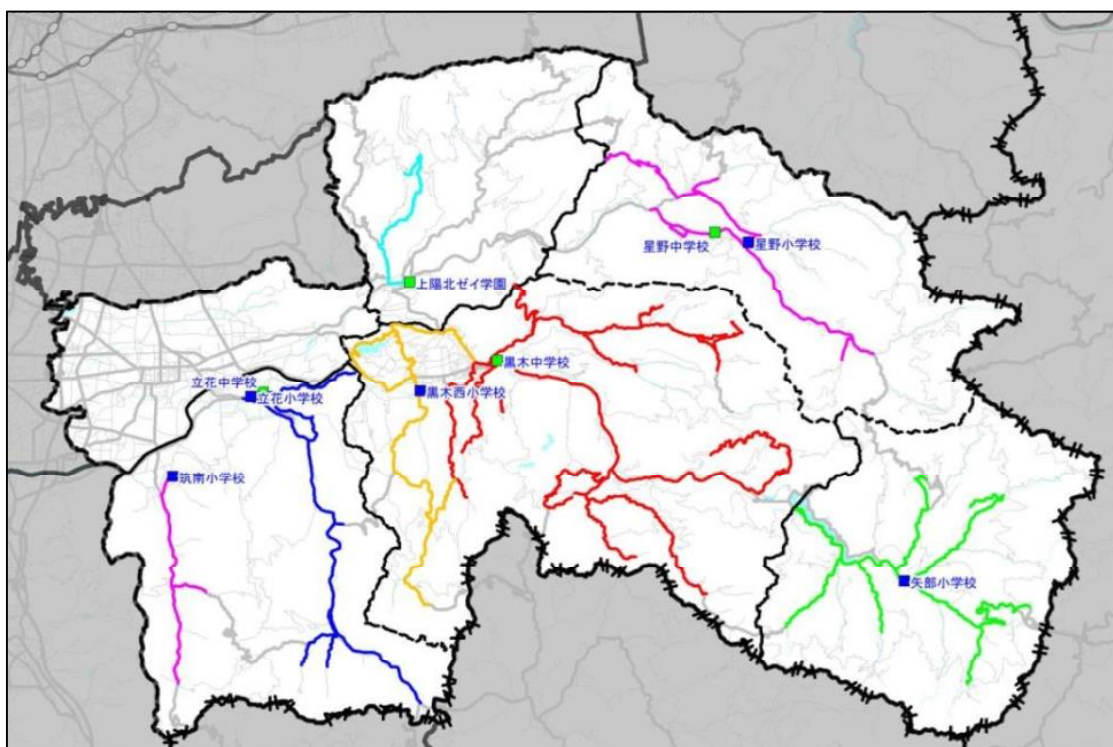 星野中学校
星野小学校
上陽北ゼイ学園
黒木中学校
立花中学校
立花小学校
黒木西小学校
筑南小学校
矢部小学校